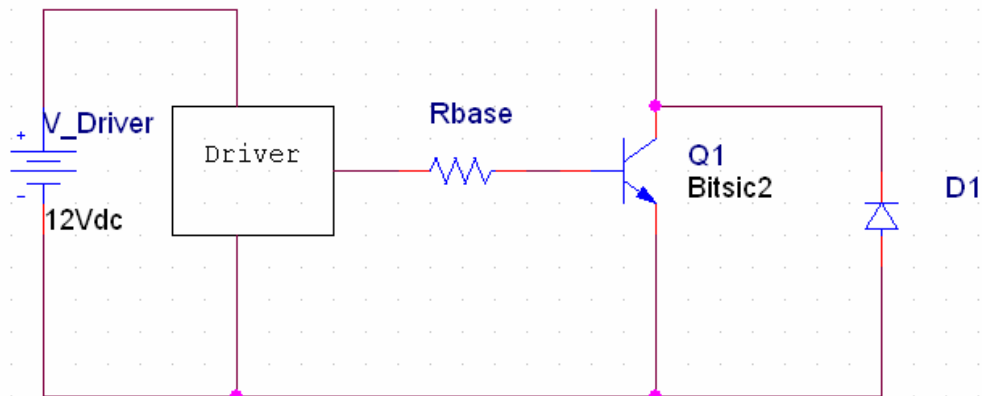 V_Driver
+
-
12Vdc
Driver
Rbase
Q1
Bitsic2
D1